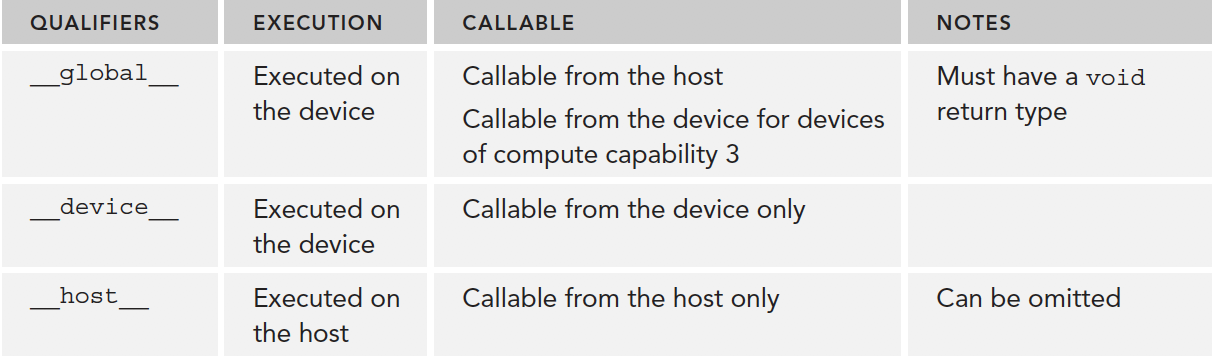 QUALIFIERS EXECUTION CALLABLE NOTES
__global__ Executed on Callable from the host Must have a void
the device return type
Callable from the device for devices
of compute capability 3
__device__ Executed on Callable from the device only
the device
__host__ Executed on Callable from the host only Can be omitted
the host